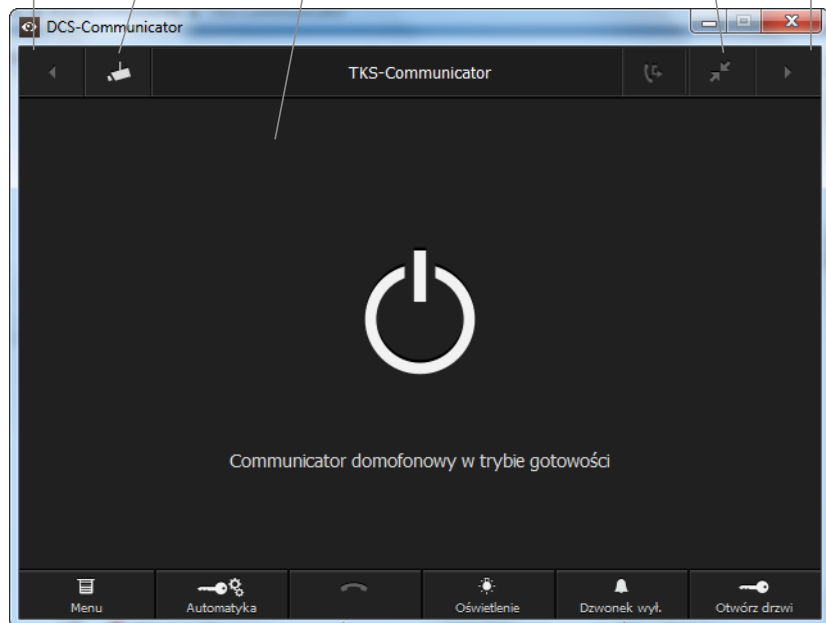 DCS-Communicator
TKS-Communicator
Communicator domofonowy w trybie gotowości
Menu
Automatyka
Oświetlenie
Dzwonek wył.
Otwórz drzwi